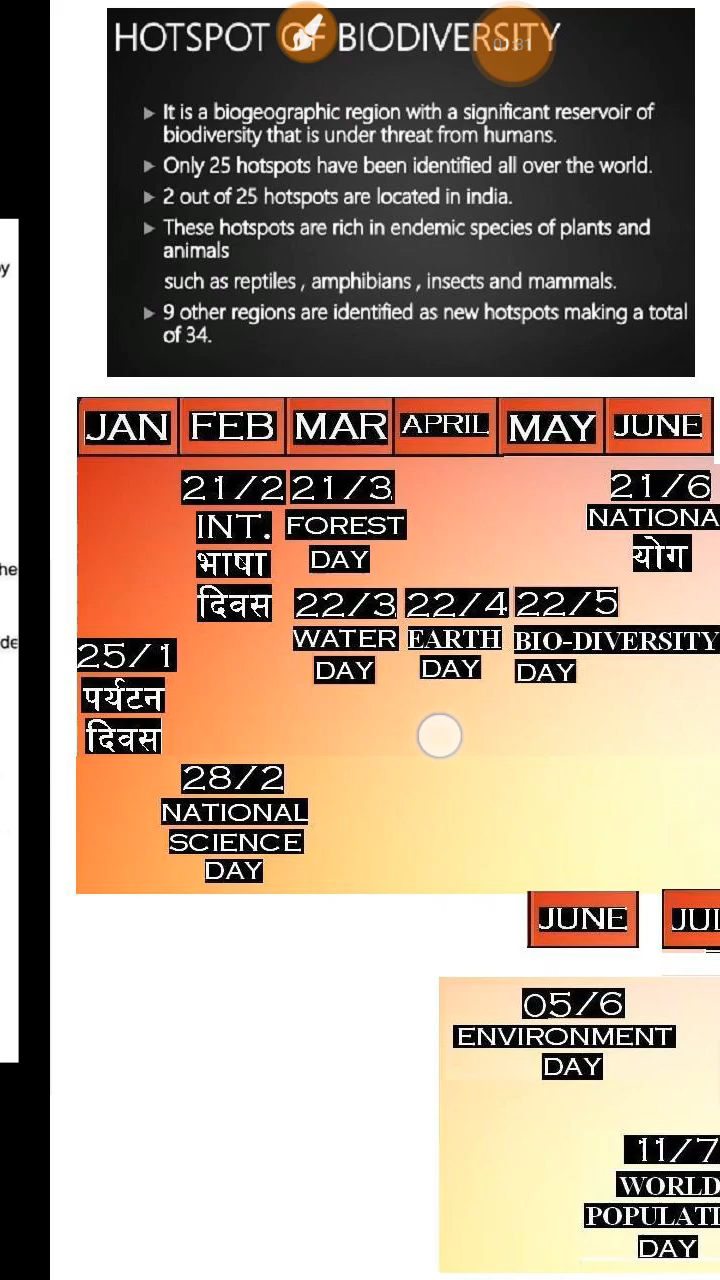 HOTSPOT OF BIODIVERSITY
01:31
It is a biogeographic region with a significant reservoir of
biodiversity that is under threat from humans.
Only 25 hotspots have been identified all over the world.
2 out of 25 hotspots are located in india.
These hotspots are rich in endemic species of plants and
animals
such as reptiles , amphibians , insects and mammals.
9 other regions are identified as new hotspots making a total
of 34.
JAN FEB MAR APRIL MAY JUNE
21/2
INT.
भाषा
दिवस
21/3
FOREST
DAY
21/6
NATIONA
योग
22/3
WATER
DAY
22/4
EARTH
DAY
22/5
BIO-DIVERSITY
DAY
25/1
पर्यटन
दिवस
28/2
NATIONAL
SCIENCE
DAY
JUNE JUL
05/6
ENVIRONMENT
DAY
11/7
WORLD
POPULATI
DAY